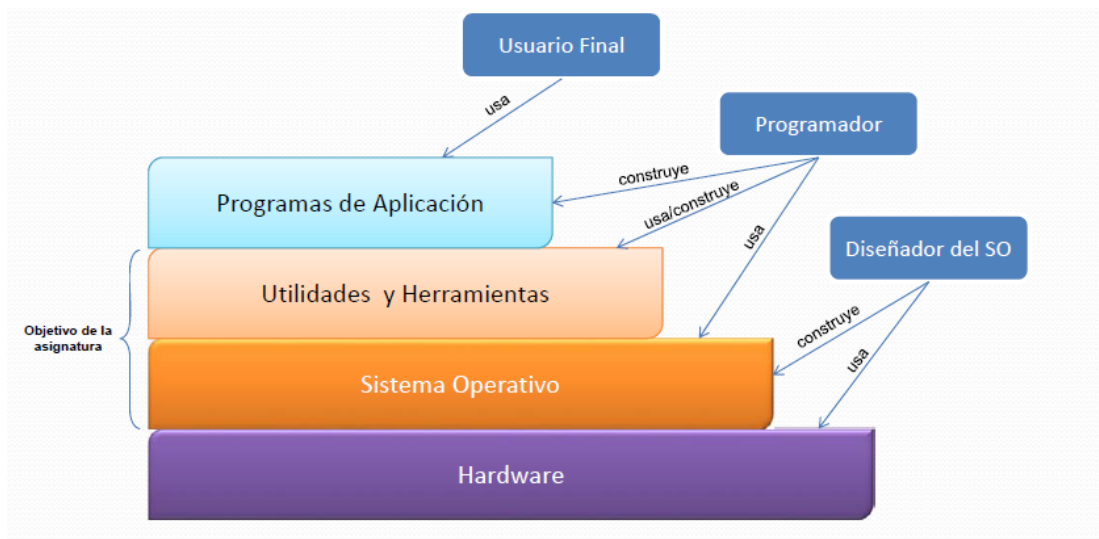 Usuario Final
usa
Programador
construye
Programas de Aplicación
usa/construye
usa
Diseñador del SO
Utilidades y Herramientas
construye
Objetivo de la
asignatura
usa
Sistema Operativo
Hardware